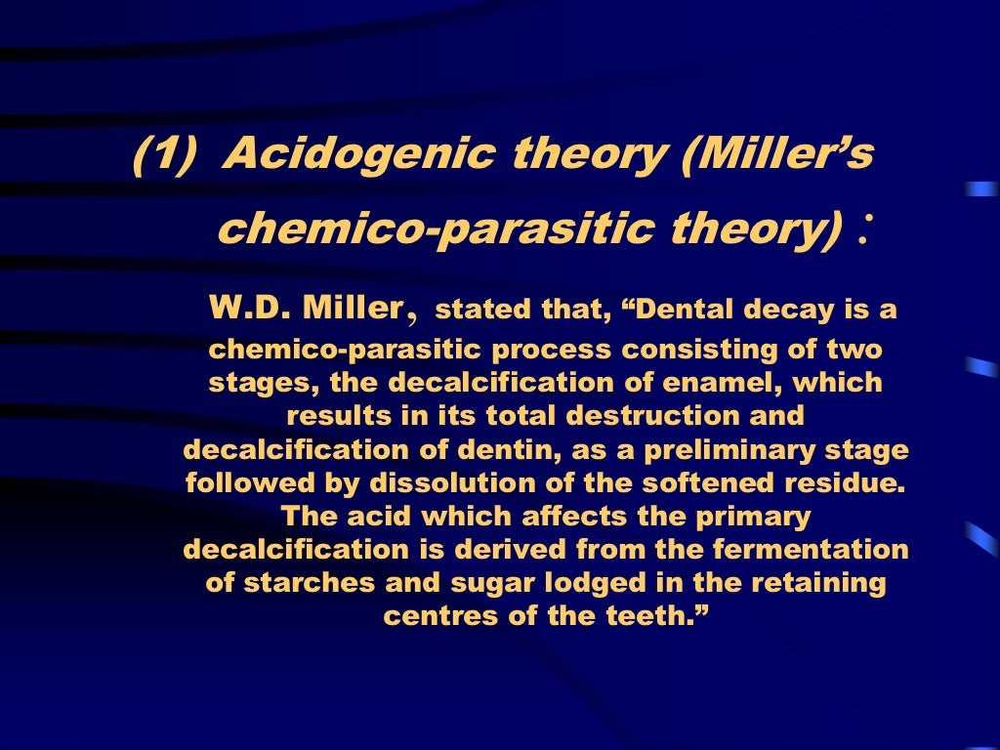 (1) Acidogenic theory (Miller’s
chemico-parasitic theory) :
W.D. Miller, stated that, “Dental decay is a
chemico-parasitic process consisting of two
stages, the decalcification of enamel, which
results in its total destruction and
decalcification of dentin, as a preliminary stage
followed by dissolution of the softened residue.
The acid which affects the primary
decalcification is derived from the fermentation
of starches and sugar lodged in the retaining
centres of the teeth.”